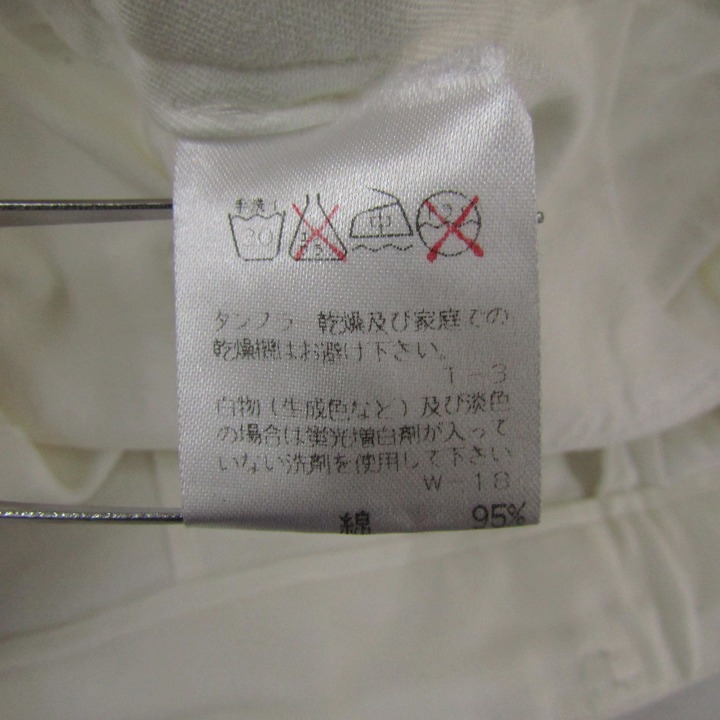 手洗イ
30
中
タンブラー乾燥及び家庭での
乾燥機はお避け下さい。
T-3
白物(生成色など)及び淡色
の場合は蛍光増白剤が入って
いない洗剤を使用して下さい
W-18
綿 95%